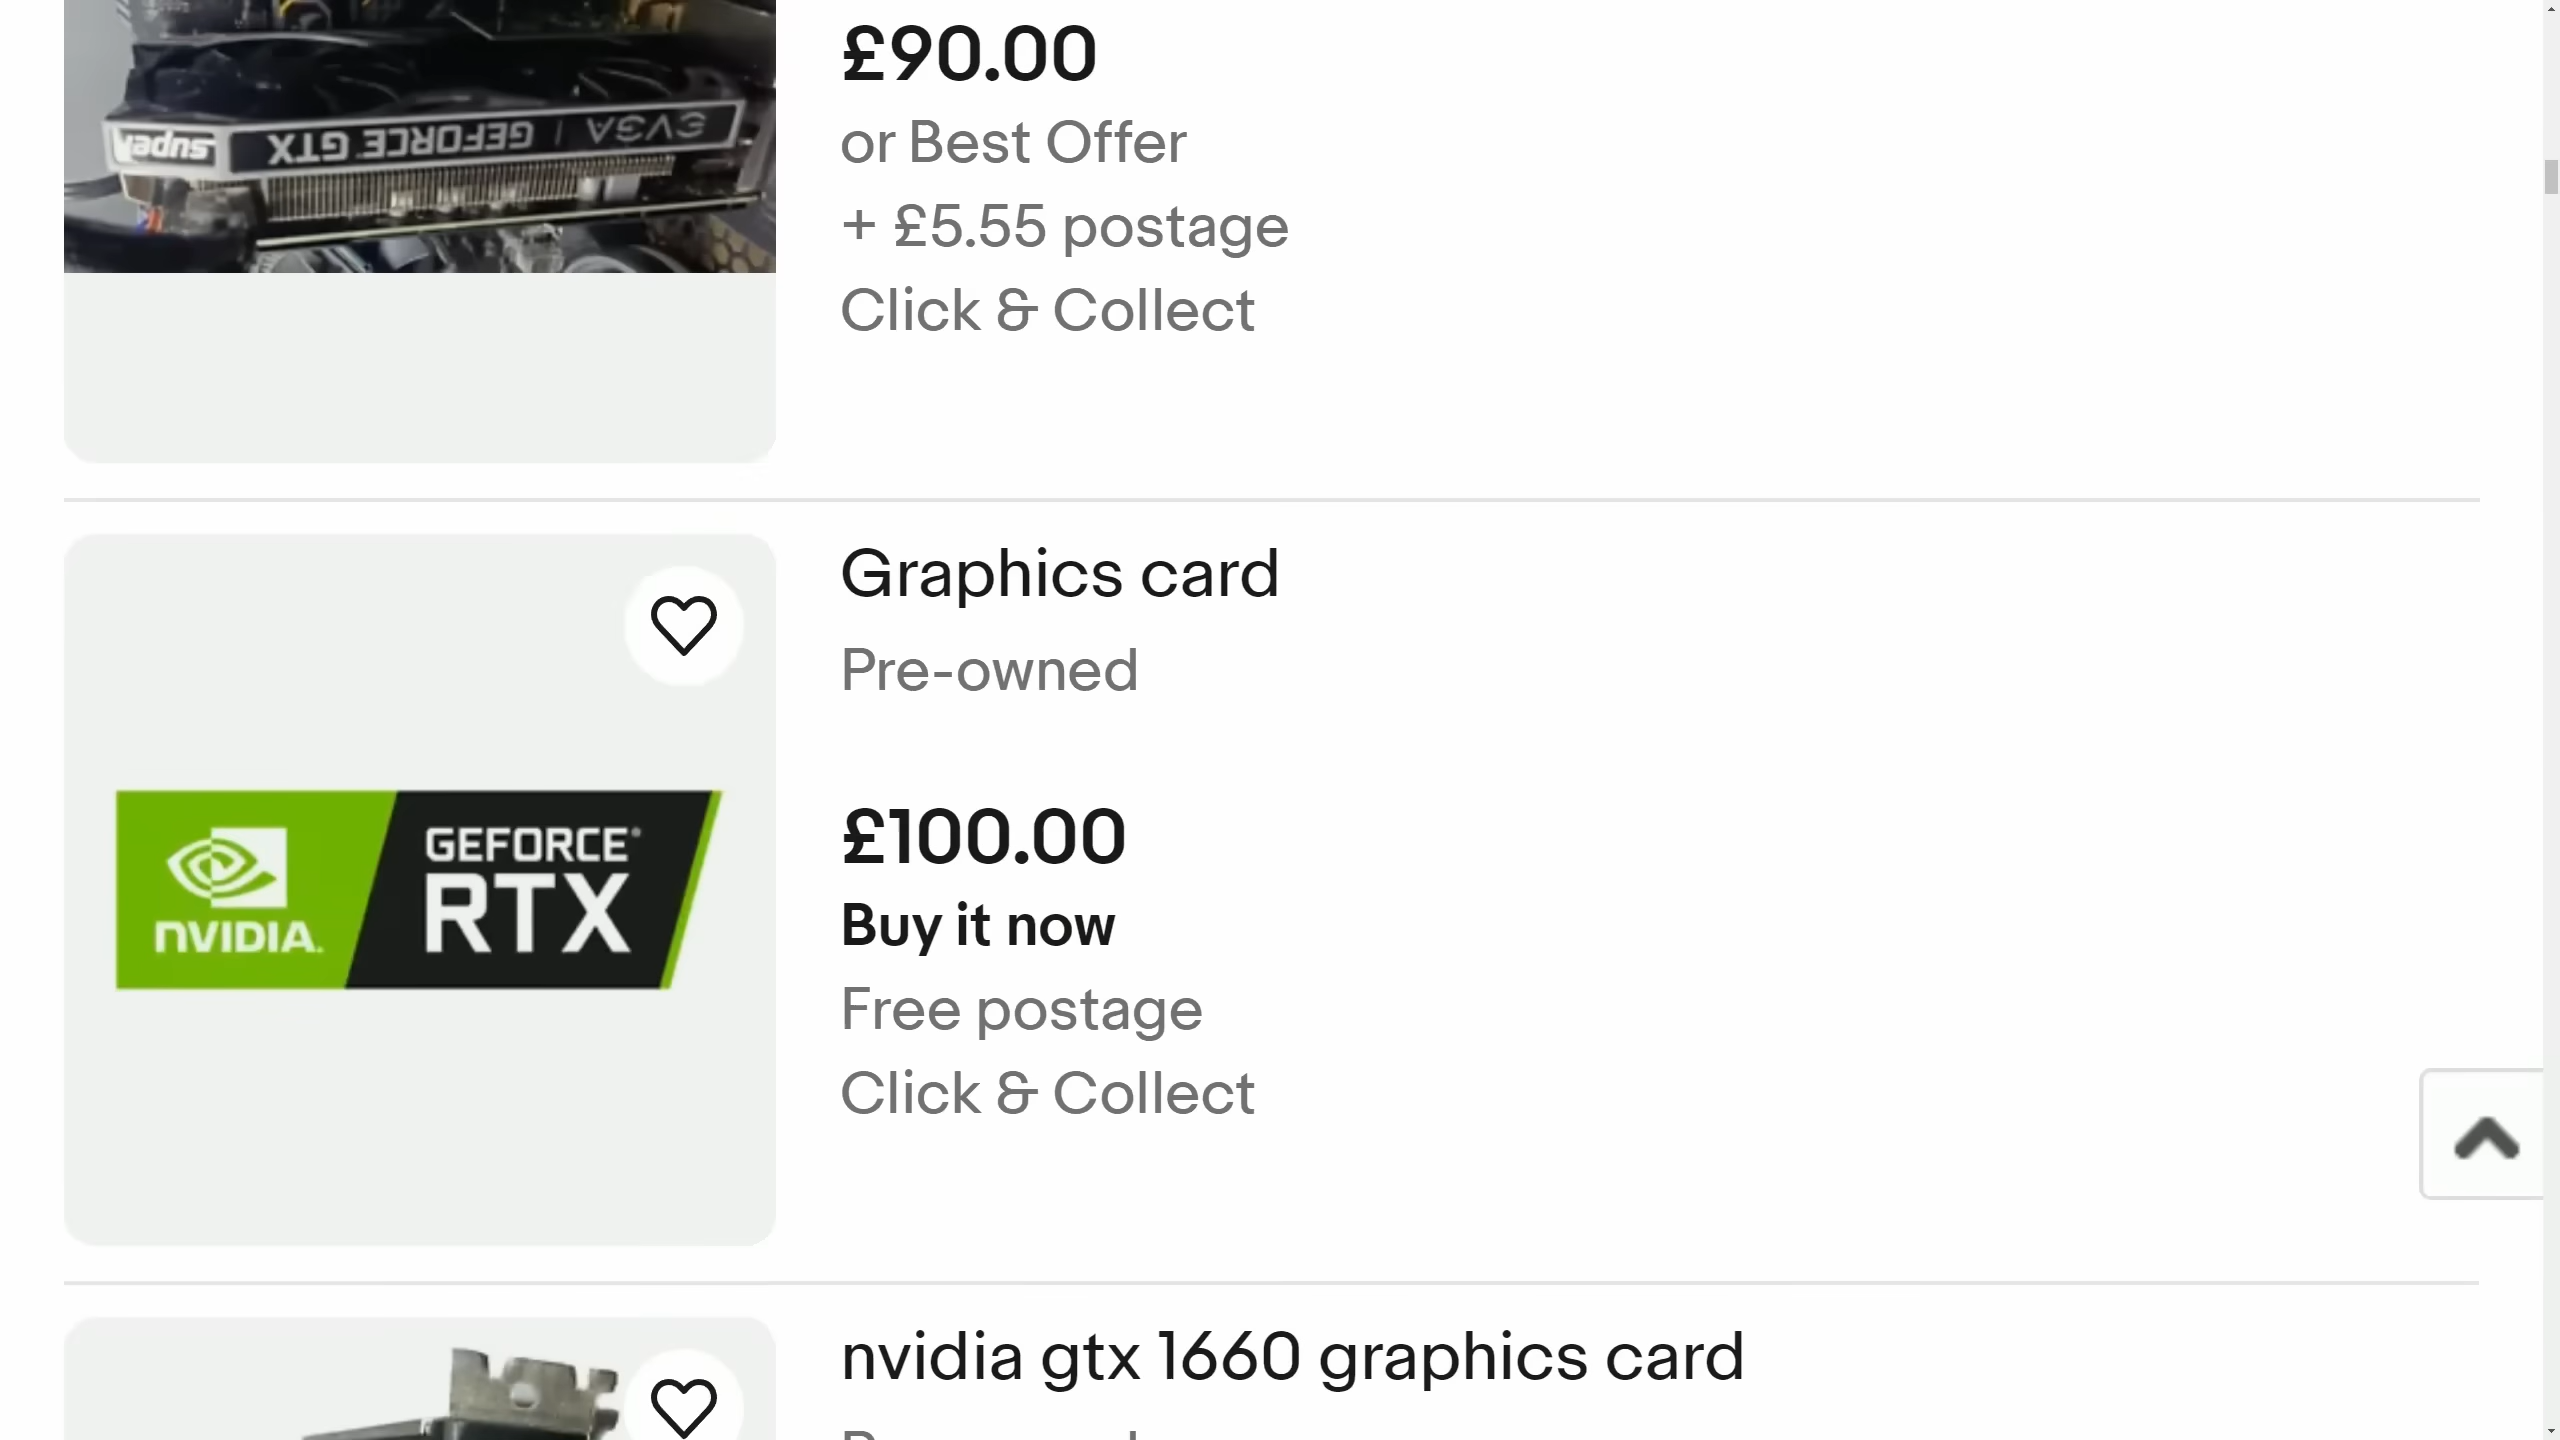 £90.00
or Best Offer
+ £5.55 postage
Click & Collect
SUPER GEFORCE GTX | EVGA
Graphics card
Pre-owned
£100.00
Buy it now
Free postage
Click & Collect
NVIDIA.
GEFORCE®
RTX
nvidia gtx 1660 graphics card